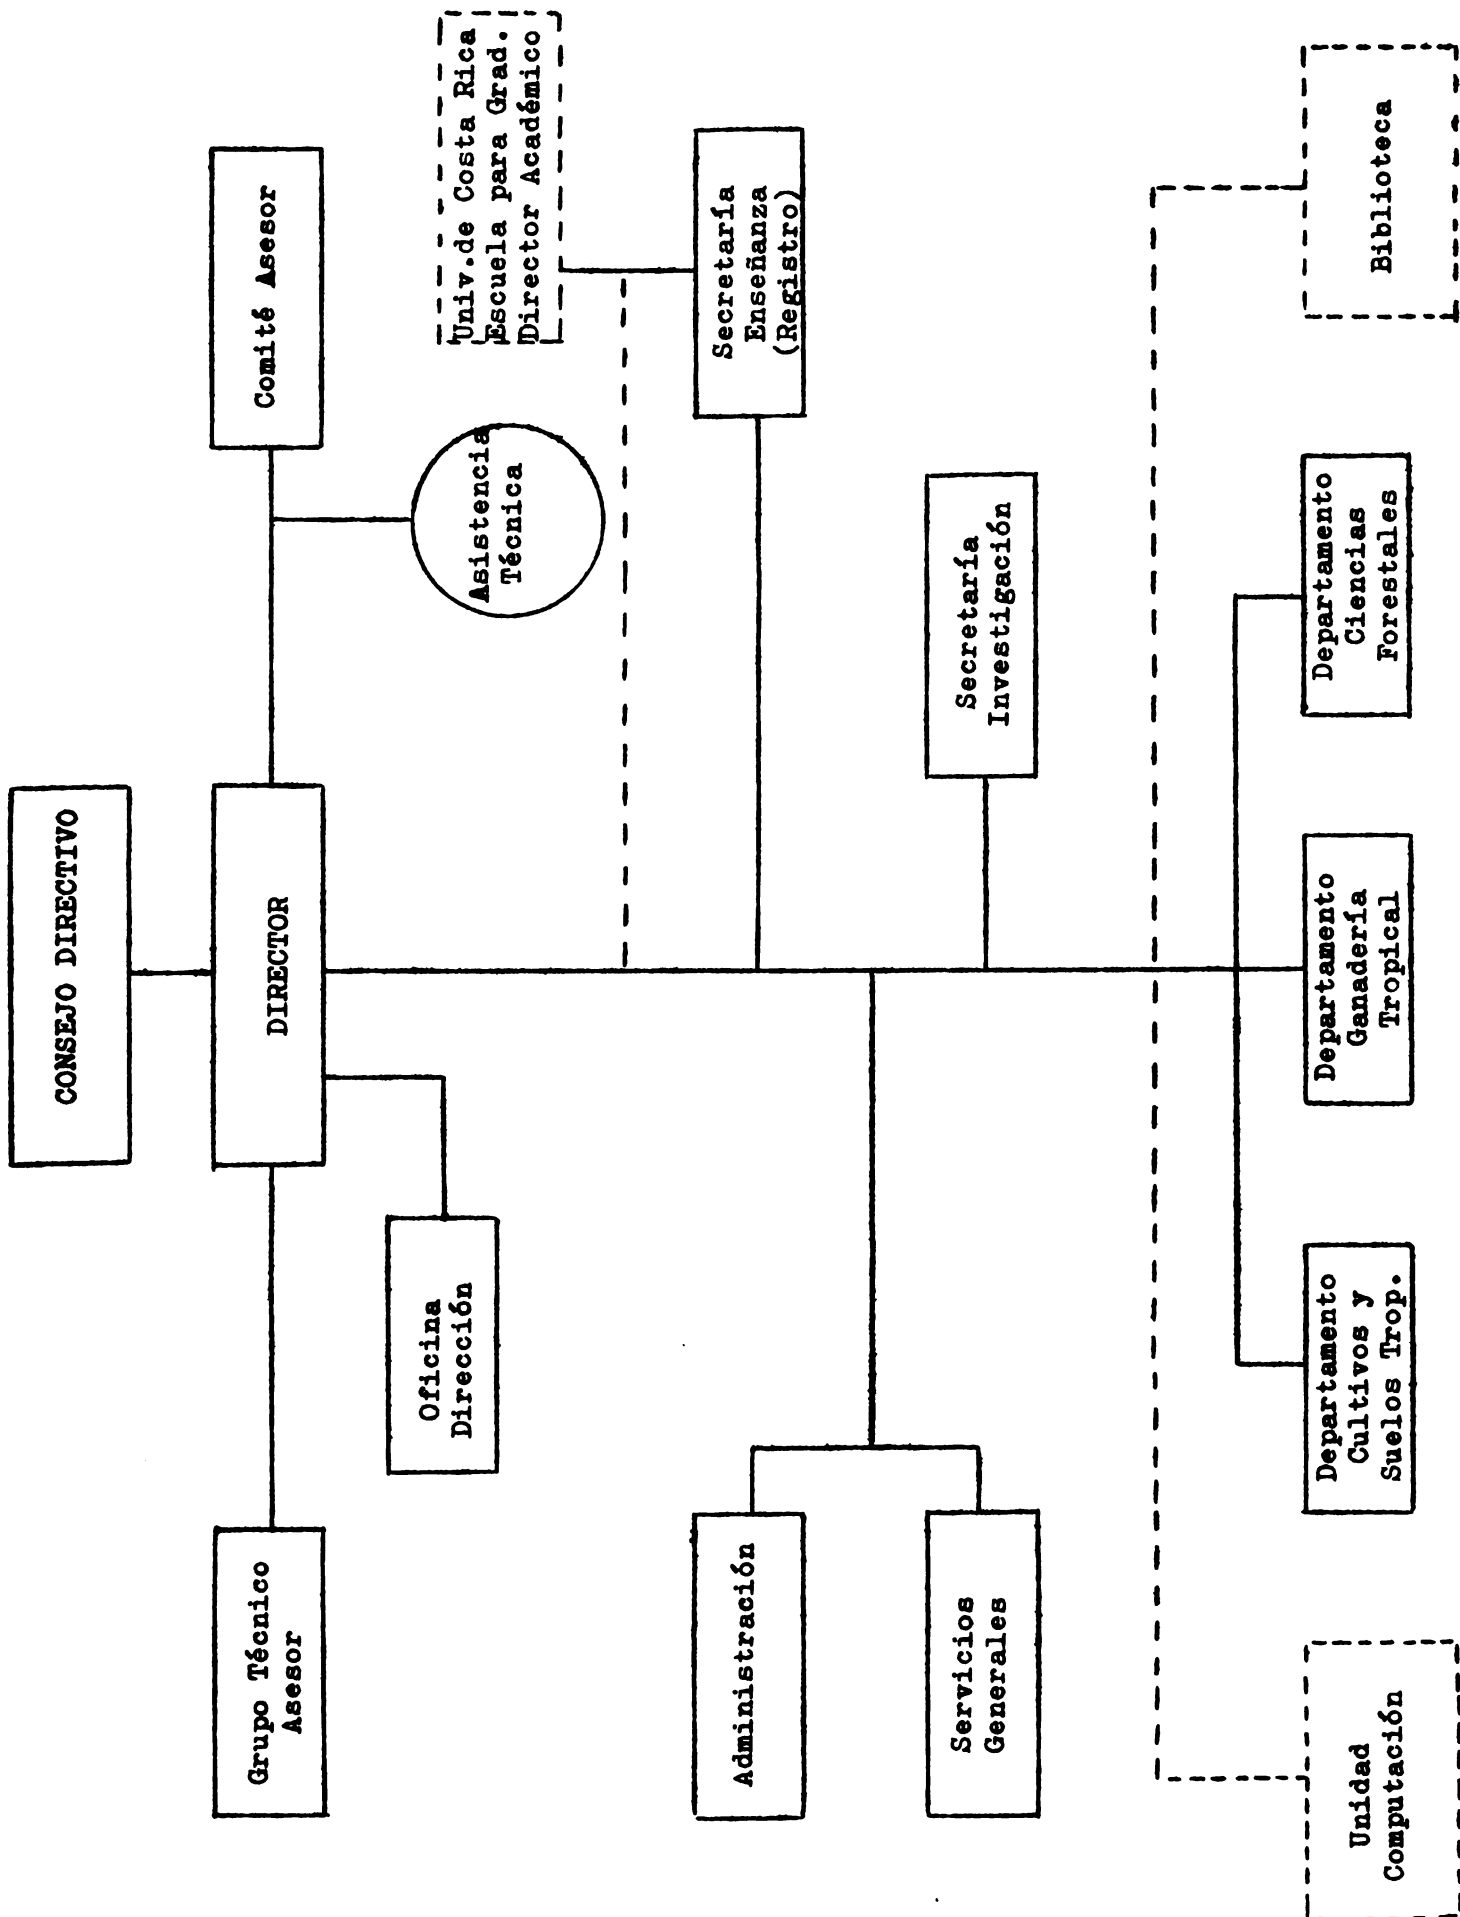 CONSEJO DIRECTIVO
Grupo Técnico
Asesor
DIRECTOR
Comité Asesor
Oficina
Dirección
Asistencia
Técnica
Univ.de Costa Rica
Escuela para Grad.
Director Académico
Administración
Secretaría
Enseñanza
(Registro)
Servicios
Generales
Secretaría
Investigación
Unidad
Computación
Departamento
Cultivos y
Suelos Trop.
Departamento
Ganadería
Tropical
Departamento
Ciencias
Forestales
Biblioteca